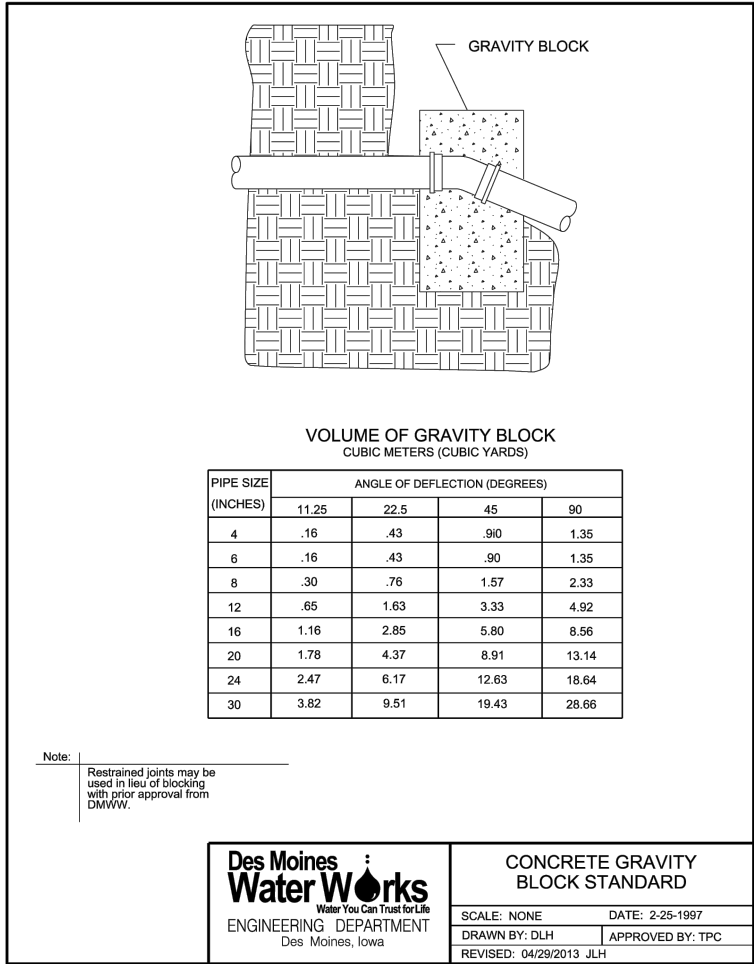 GRAVITY BLOCK
VOLUME OF GRAVITY BLOCK
CUBIC METERS (CUBIC YARDS)
PIPE SIZE
(INCHES)
ANGLE OF DEFLECTION (DEGREES)
11.25 22.5 45 90
4 .16 .43 .9i0 1.35
6 .16 .43 .90 1.35
8 .30 .76 1.57 2.33
12 .65 1.63 3.33 4.92
16 1.16 2.85 5.80 8.56
20 1.78 4.37 8.91 13.14
24 2.47 6.17 12.63 18.64
30 3.82 9.51 19.43 28.66
Note:
Restrained joints may be
used in lieu of blocking
with prior approval from
DMWW.
Des Moines
Water Works
Water You Can Trust for Life
ENGINEERING DEPARTMENT
Des Moines, Iowa
CONCRETE GRAVITY
BLOCK STANDARD
SCALE: NONE DATE: 2-25-1997
DRAWN BY: DLH APPROVED BY: TPC
REVISED: 04/29/2013 JLH